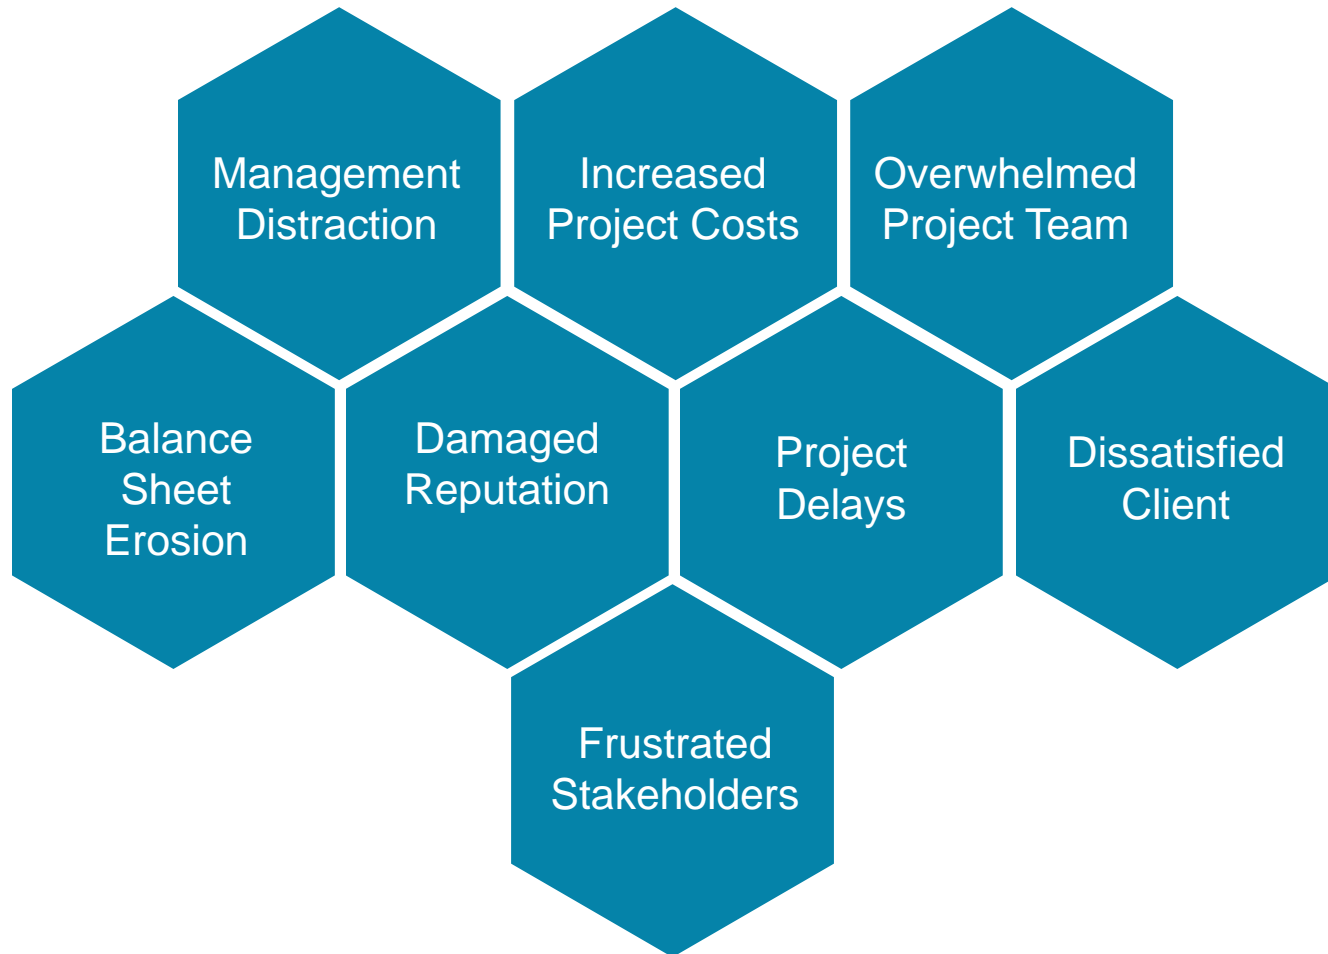 Management
Distraction
Increased
Project Costs
Overwhelmed
Project Team
Balance
Sheet
Erosion
Damaged
Reputation
Project
Delays
Dissatisfied
Client
Frustrated
Stakeholders